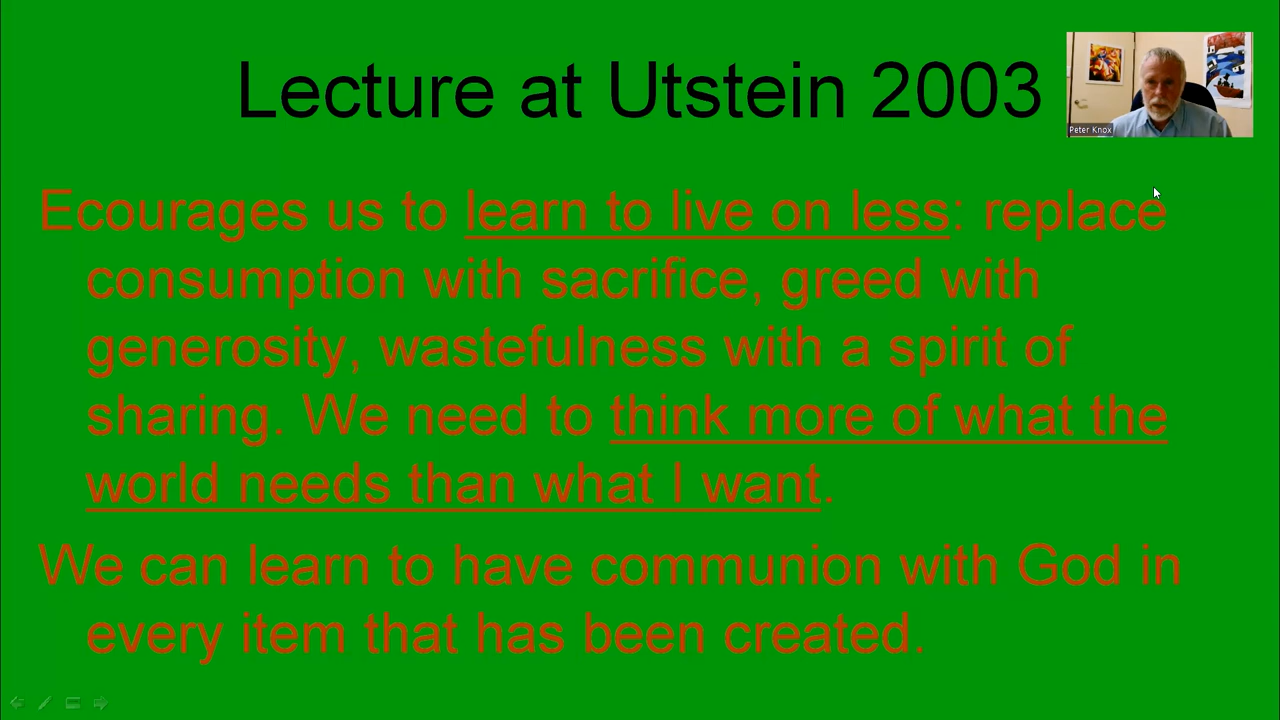 Lecture at Utstein 2003
Peter Knox
Ecourages us to learn to live on less: replace
consumption with sacrifice, greed with
generosity, wastefulness with a spirit of
sharing. We need to think more of what the
world needs than what I want.
We can learn to have communion with God in
every item that has been created.